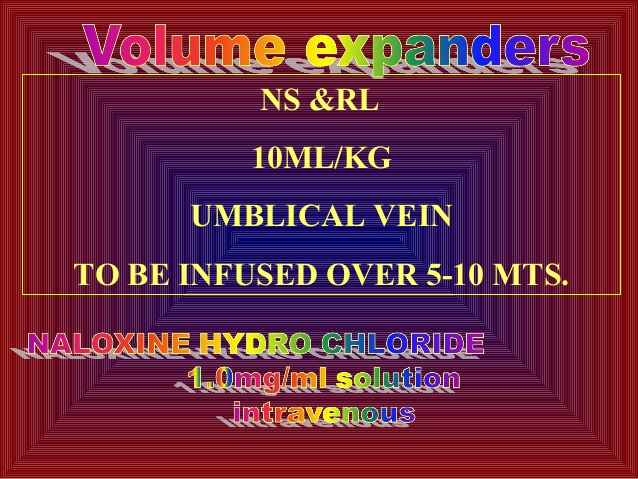 Volume expanders
NS &RL
10ML/KG
UMBLICAL VEIN
TO BE INFUSED OVER 5-10 MTS.
NALOXINE HYDRO CHLORIDE
1.0mg/ml solution
intravenous